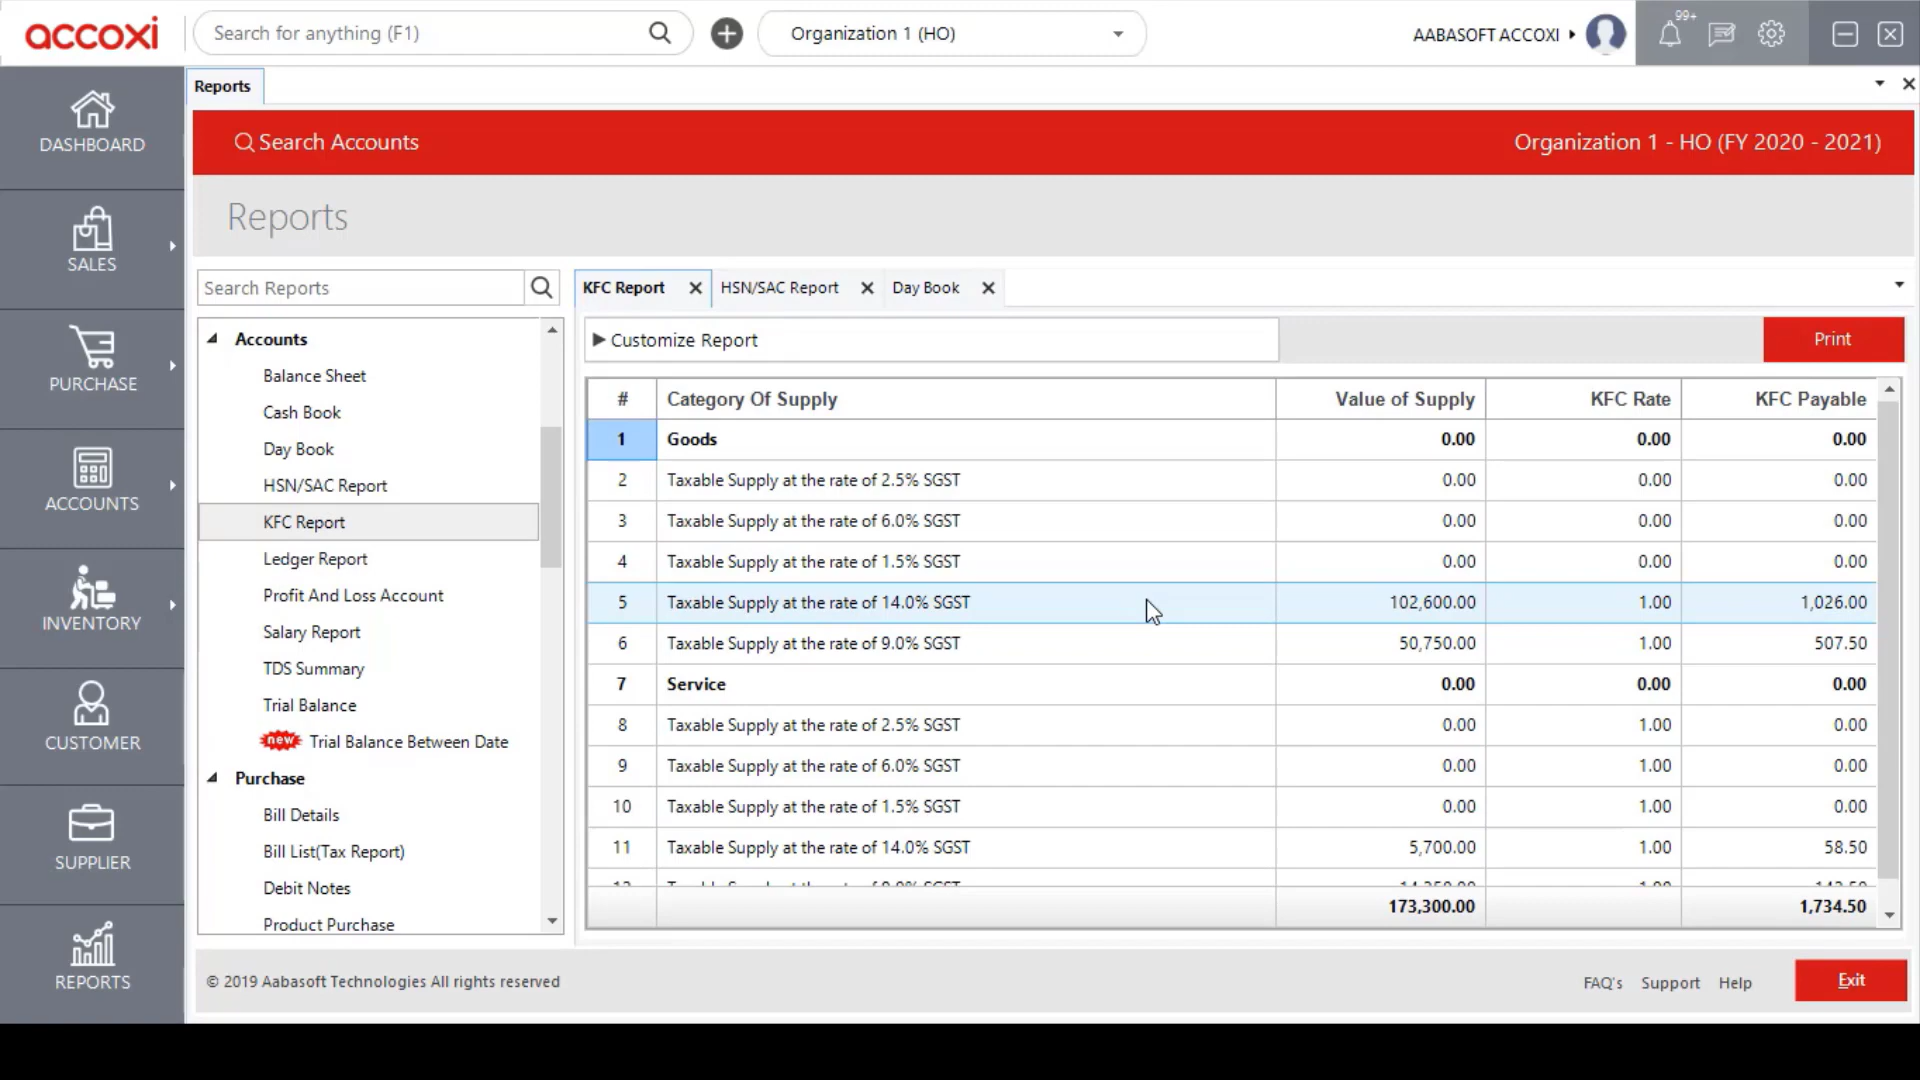 accoxi
Search for anything (F1)
Organization 1 (HO)
AABASOFT ACCOXI
99+
Reports
Search Accounts
Organization 1 - HO (FY 2020 - 2021)
Reports
DASHBOARD
SALES
PURCHASE
ACCOUNTS
INVENTORY
CUSTOMER
SUPPLIER
REPORTS
Search Reports
Accounts
Balance Sheet
Cash Book
Day Book
HSN/SAC Report
KFC Report
Ledger Report
Profit And Loss Account
Salary Report
TDS Summary
Trial Balance
new Trial Balance Between Date
Purchase
Bill Details
Bill List(Tax Report)
Debit Notes
Product Purchase
KFC Report HSN/SAC Report Day Book
Customize Report
Print
# Category Of Supply Value of Supply KFC Rate KFC Payable
1 Goods 0.00 0.00 0.00
2 Taxable Supply at the rate of 2.5% SGST 0.00 0.00 0.00
3 Taxable Supply at the rate of 6.0% SGST 0.00 0.00 0.00
4 Taxable Supply at the rate of 1.5% SGST 0.00 0.00 0.00
5 Taxable Supply at the rate of 14.0% SGST 102,600.00 1.00 1,026.00
6 Taxable Supply at the rate of 9.0% SGST 50,750.00 1.00 507.50
7 Service 0.00 0.00 0.00
8 Taxable Supply at the rate of 2.5% SGST 0.00 1.00 0.00
9 Taxable Supply at the rate of 6.0% SGST 0.00 1.00 0.00
10 Taxable Supply at the rate of 1.5% SGST 0.00 1.00 0.00
11 Taxable Supply at the rate of 14.0% SGST 5,700.00 1.00 58.50
173,300.00 1,734.50
© 2019 Aabasoft Technologies All rights reserved
FAQ's Support Help
Exit